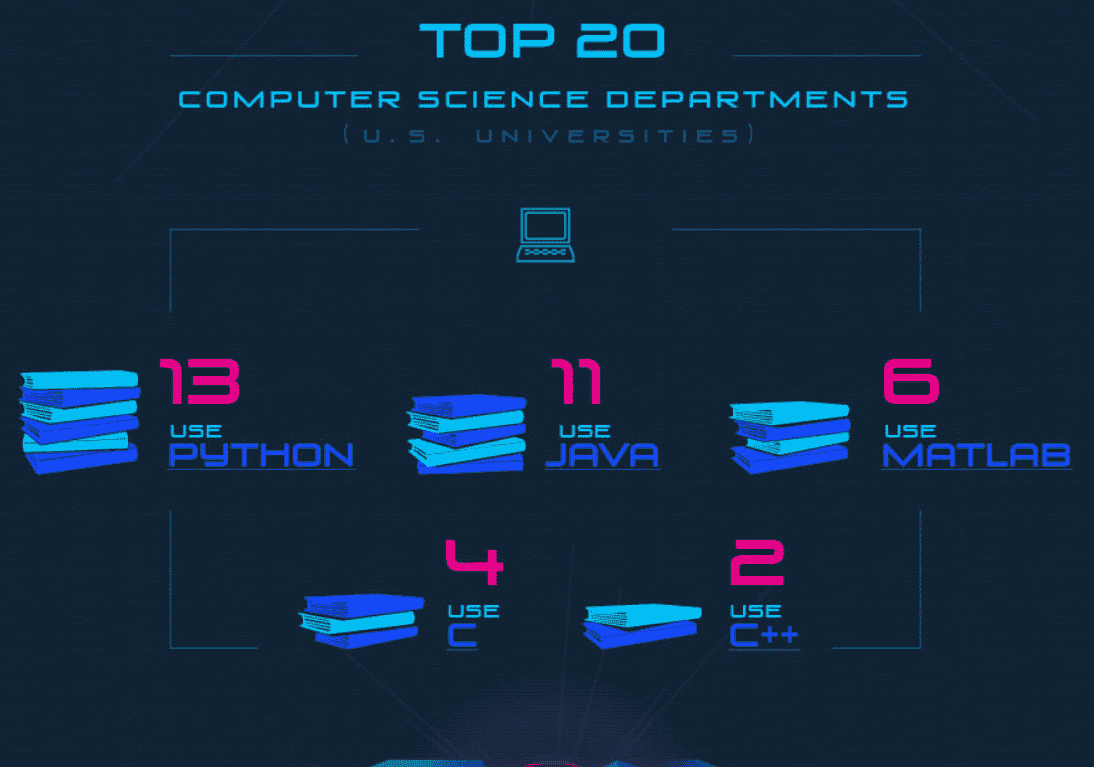 TOP 20
COMPUTER SCIENCE DEPARTMENTS
(U.S. UNIVERSITIES)
13
USE
PYTHON
11
USE
JAVA
6
USE
MATLAB
4
USE
C
2
USE
C++